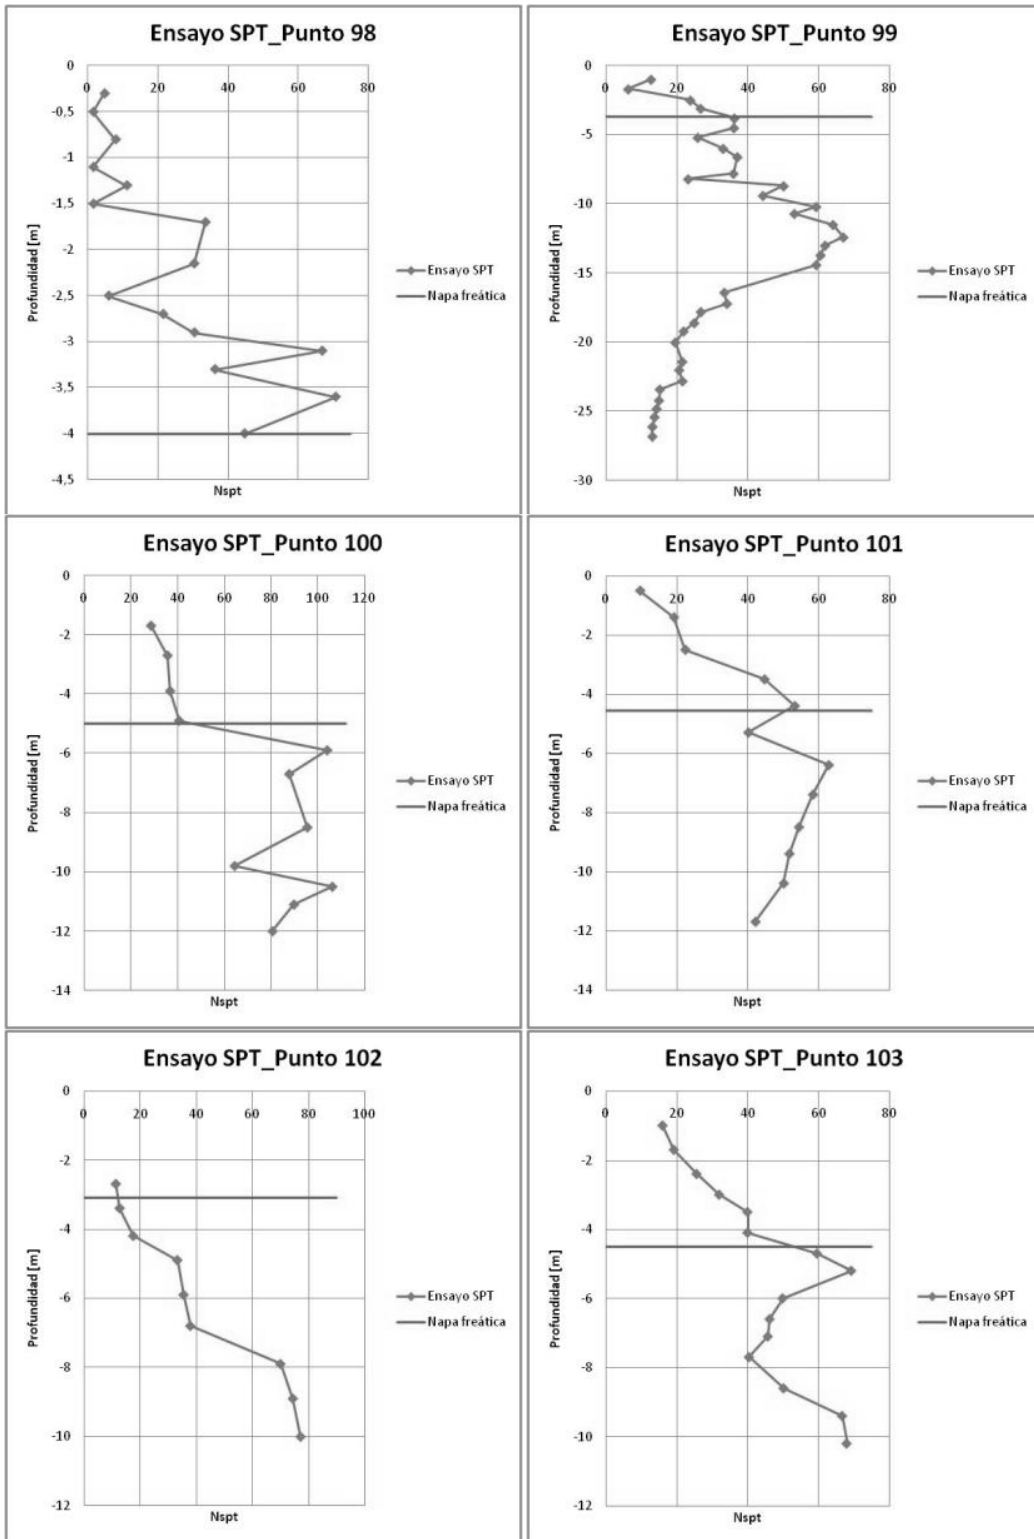 Ensayo SPT_Punto 98
0
0 20 40 60 80
-0,5
-1
-1,5
-2
-2,5
-3
-3,5
-4
-4,5
Profundidad [m]
Nspt
Ensayo SPT
Napa freática
Ensayo SPT_Punto 99
0
0 20 40 60 80
-5
-10
-15
-20
-25
-30
Profundidad [m]
Nspt
Ensayo SPT
Napa freática
Ensayo SPT_Punto 100
0
0 20 40 60 80 100 120
-2
-4
-6
-8
-10
-12
-14
Profundidad [m]
Nspt
Ensayo SPT
Napa freática
Ensayo SPT_Punto 101
0
0 20 40 60 80
-2
-4
-6
-8
-10
-12
-14
Profundidad [m]
Nspt
Ensayo SPT
Napa freática
Ensayo SPT_Punto 102
0
0 20 40 60 80 100
-2
-4
-6
-8
-10
-12
Profundidad [m]
Nspt
Ensayo SPT
Napa freática
Ensayo SPT_Punto 103
0
0 20 40 60 80
-2
-4
-6
-8
-10
-12
Profundidad [m]
Nspt
Ensayo SPT
Napa freática